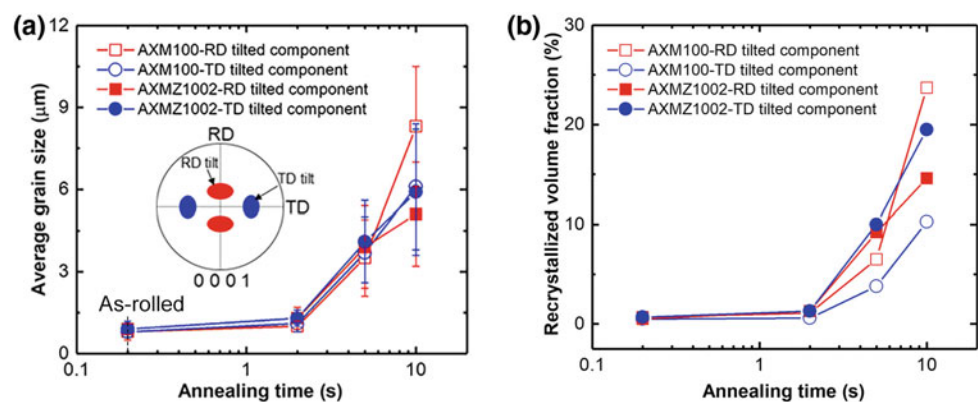 (a)
12
9
6
3
0
0.1
1
10
Average grain size (μm)
Annealing time (s)
AXM100-RD tilted component
AXM100-TD tilted component
AXMZ1002-RD tilted component
AXMZ1002-TD tilted component
RD
RD tilt
TD tilt
TD
0 0 0 1
As-rolled
(b)
30
20
10
0
0.1
1
10
Recrystallized volume fraction (%)
Annealing time (s)
AXM100-RD tilted component
AXM100-TD tilted component
AXMZ1002-RD tilted component
AXMZ1002-TD tilted component